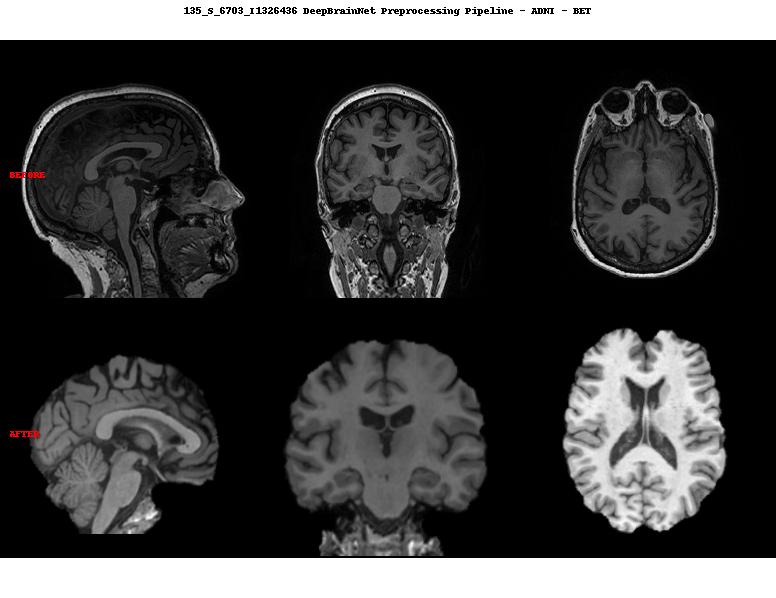 135_S_6703_I1326436 DeepBrainNet Preprocessing Pipeline - ADNI - BET
BEFORE
AFTER